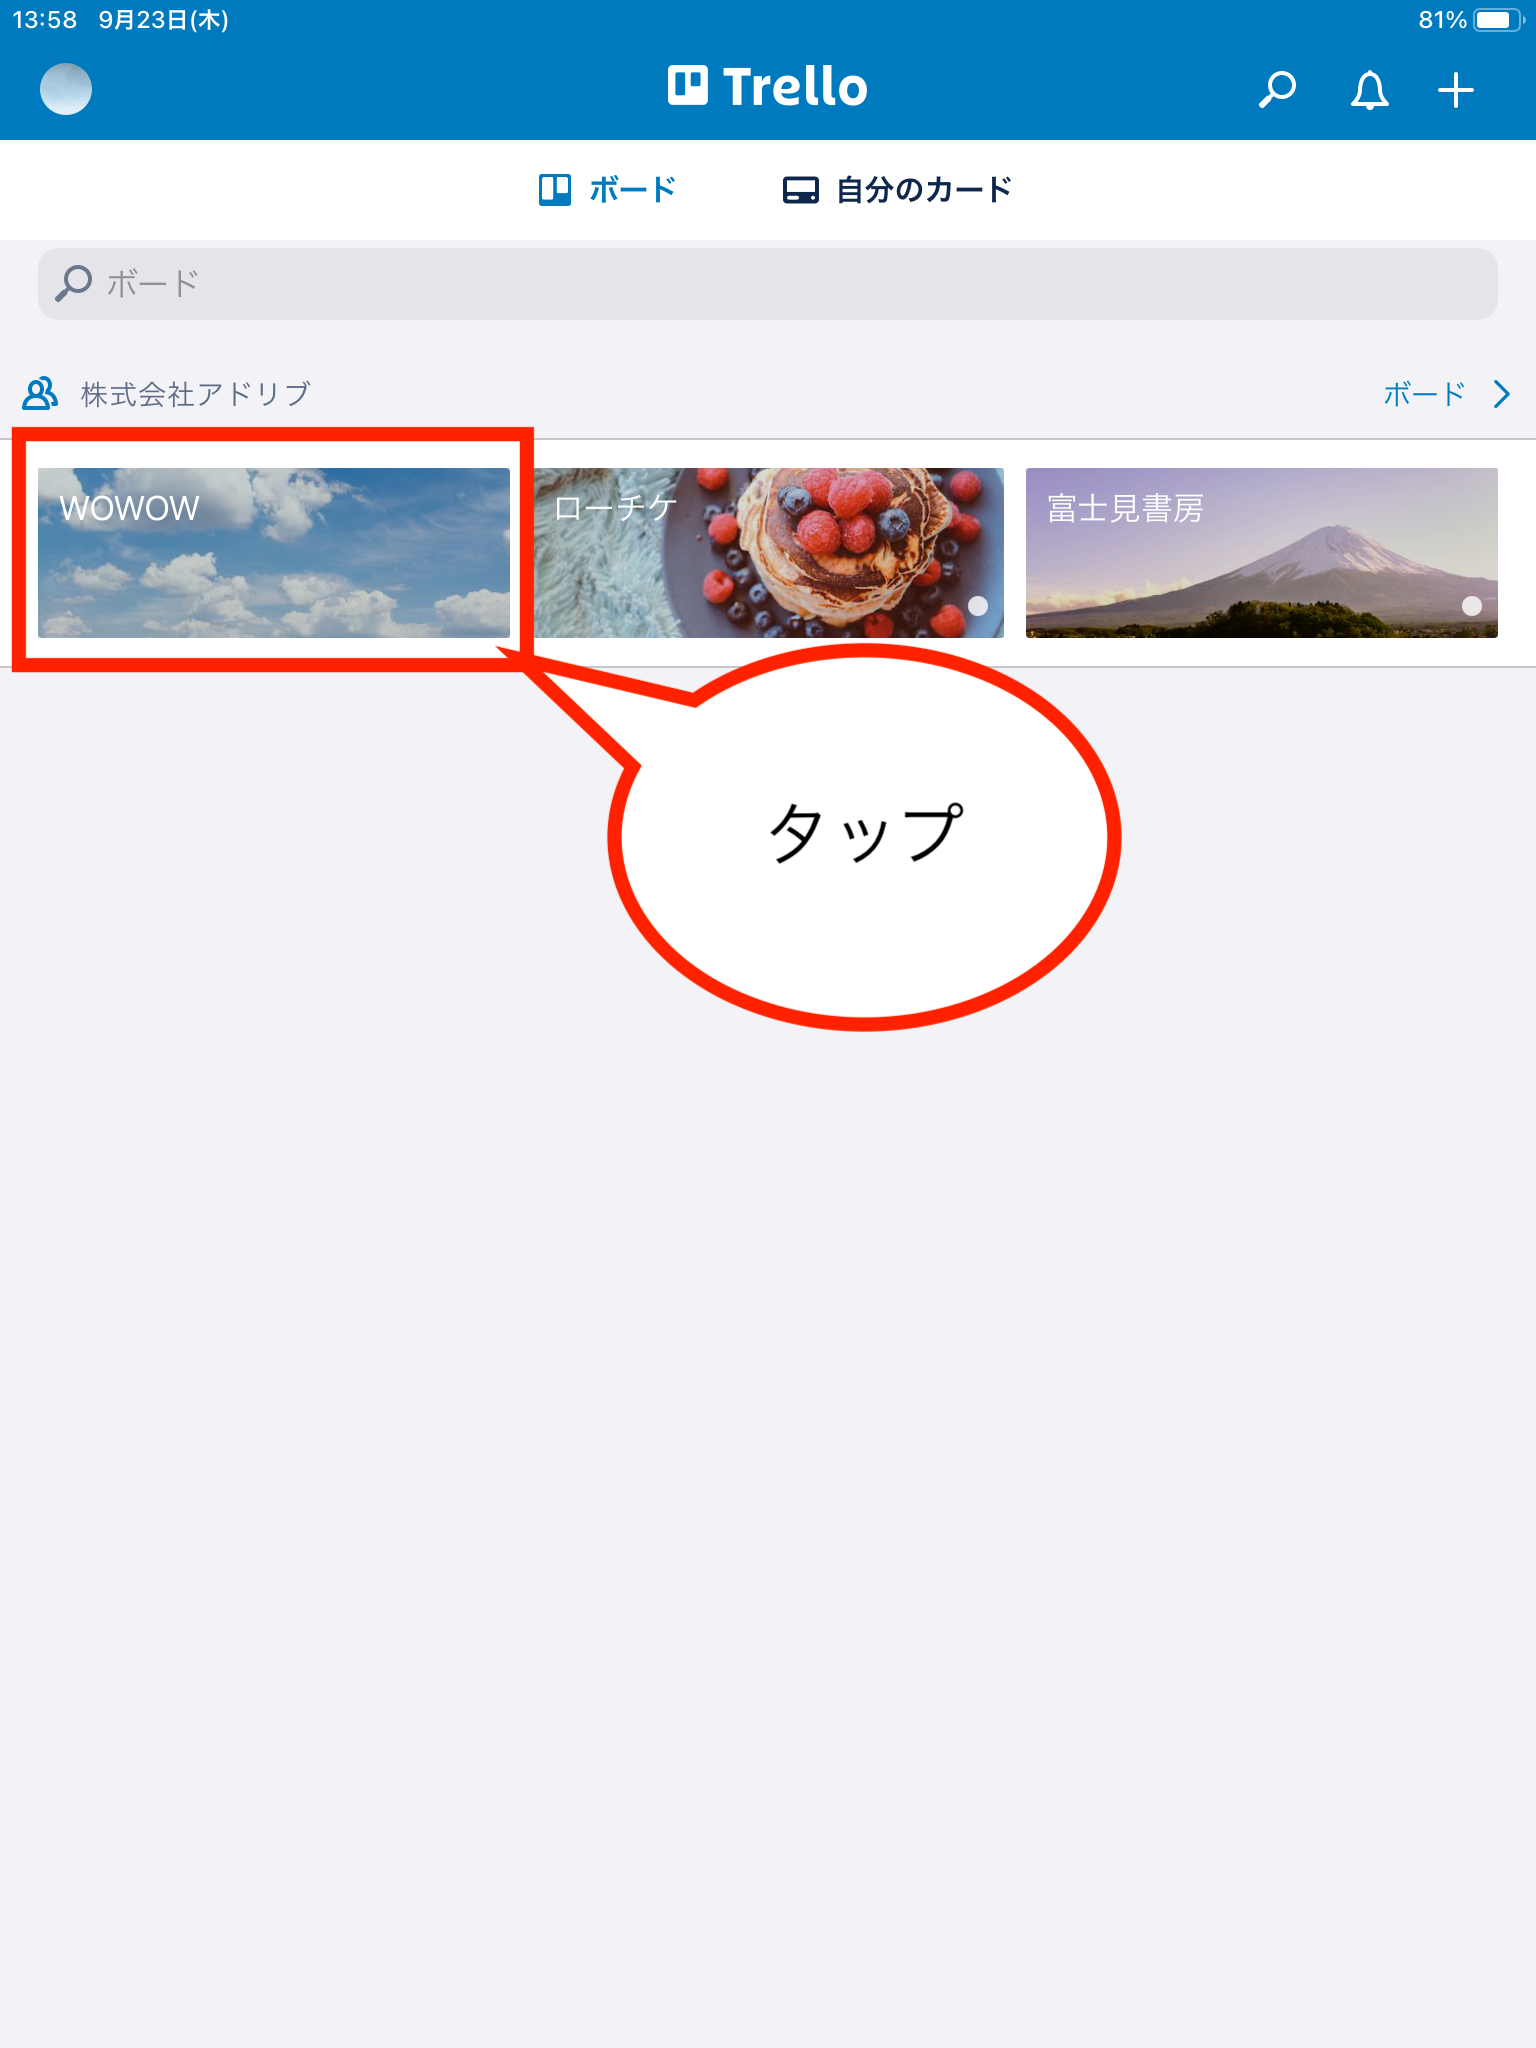 13:58 9月23日(木) 81%
Trello
ボード 自分のカード
ボード
株式会社アドリブ ボード
WOWOW ローチケ 富士見書房
タップ